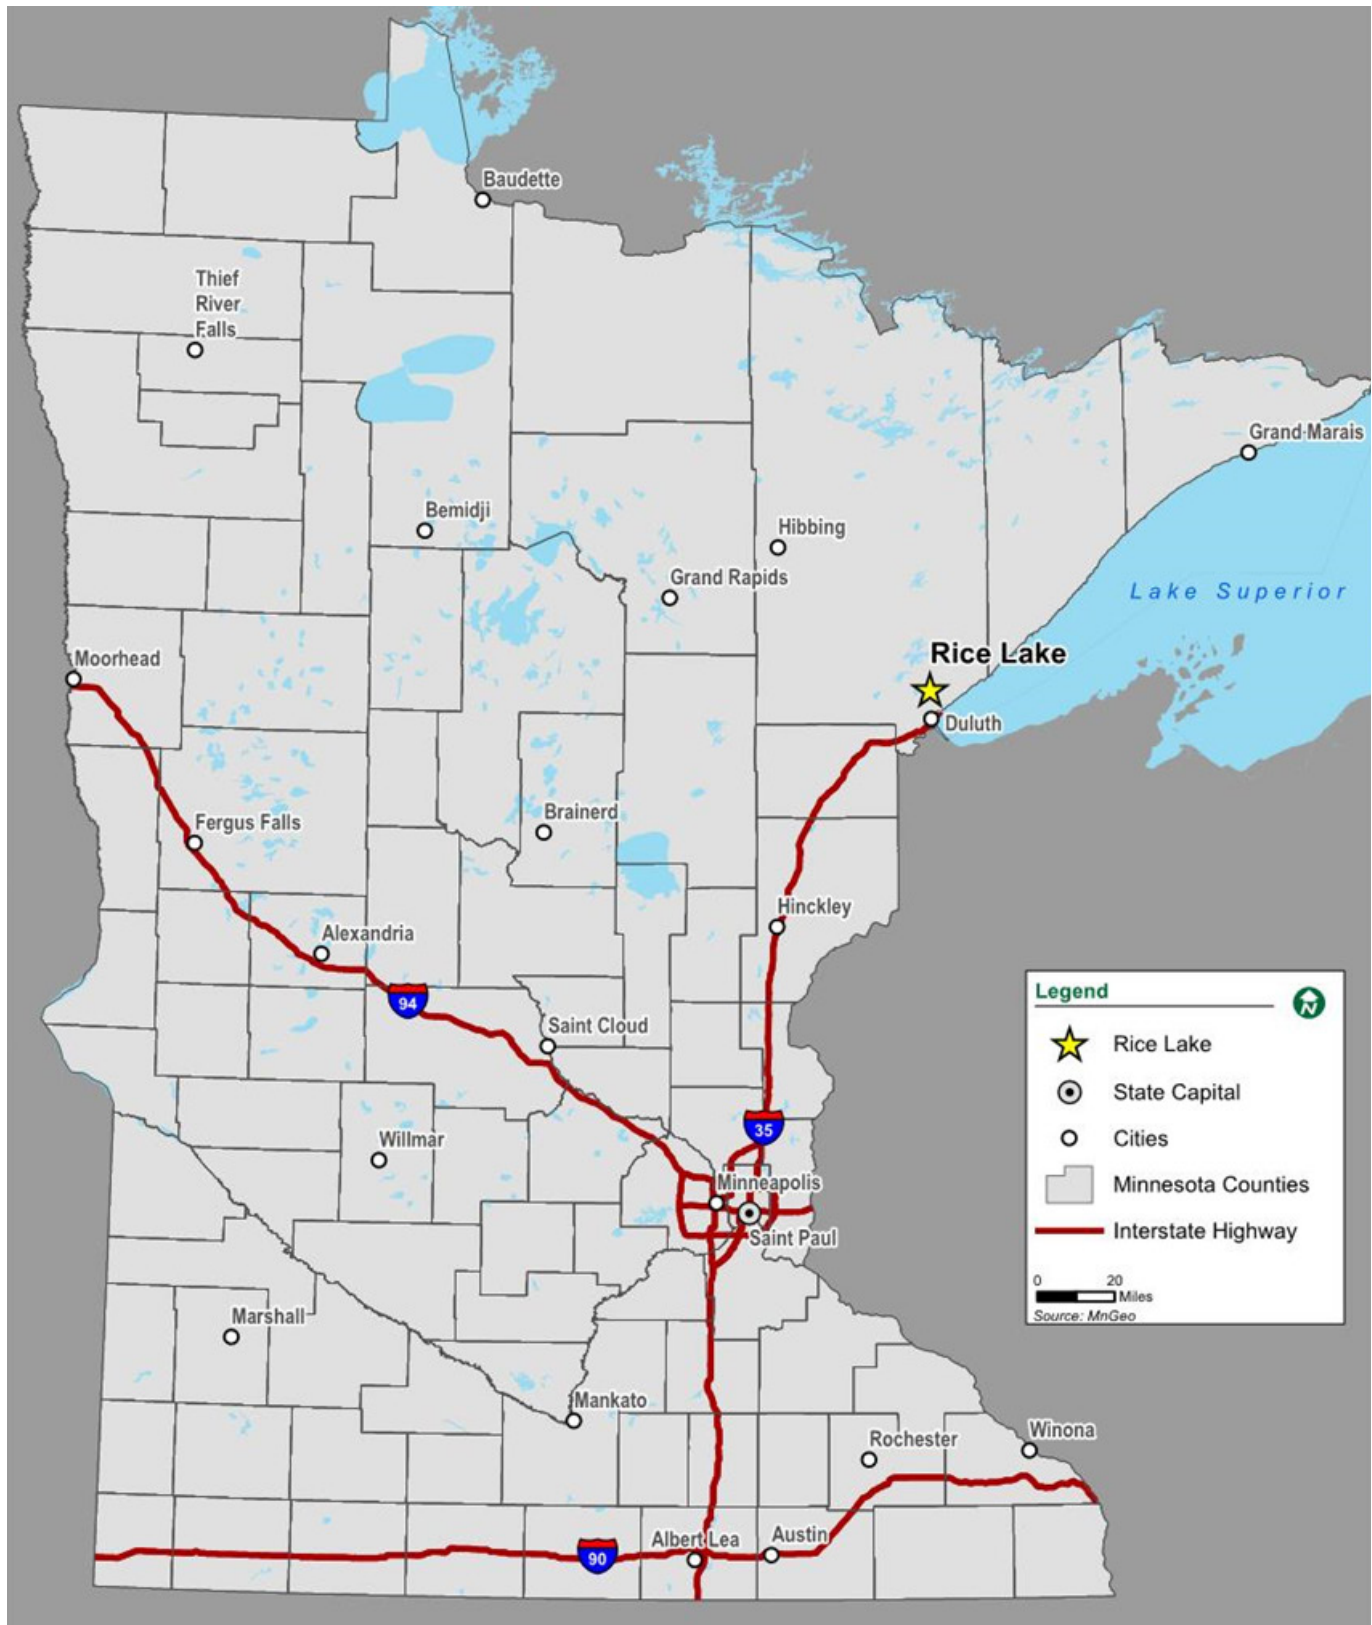 Baudette
Thief
River
Falls
Grand Marais
Bemidji
Hibbing
Grand Rapids
Lake Superior
Rice Lake
Moorhead
Duluth
Brainerd
Fergus Falls
Hinckley
Alexandria
94
Saint Cloud
35
Willmar
Minneapolis
Saint Paul
Marshall
Mankato
Rochester
Winona
Albert Lea
Austin
90
Legend
N
Rice Lake
State Capital
Cities
Minnesota Counties
Interstate Highway
0 20
Miles
Source: MnGeo